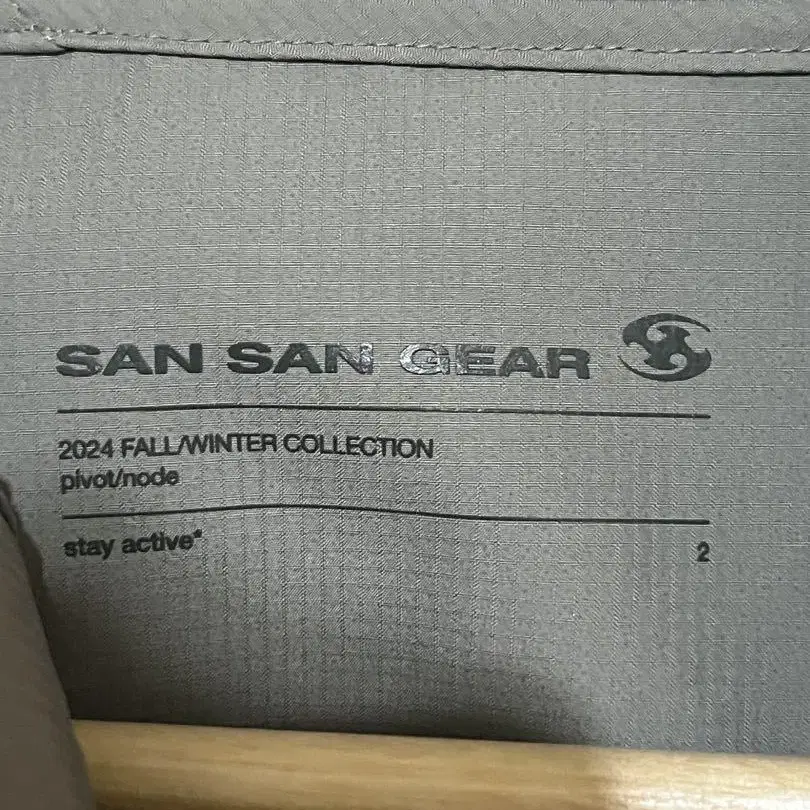 SAN SAN GEAR
2024 FALL/WINTER COLLECTION
pivot/node
stay active* 2